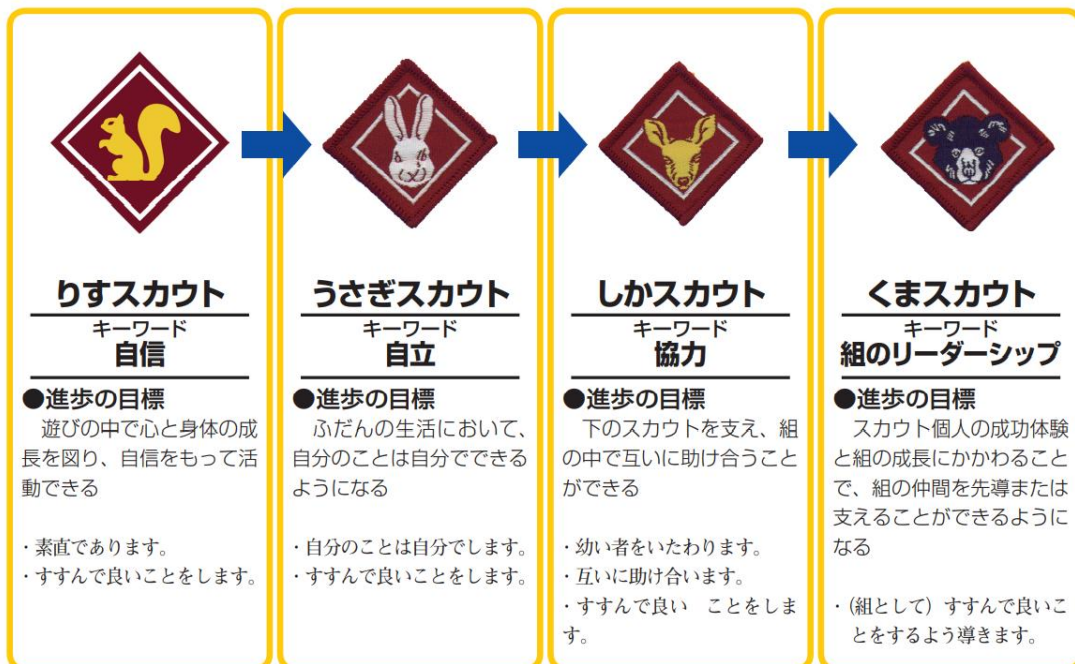 りすスカウト
キーワード
自信
●進歩の目標
遊びの中で心と身体の成
長を図り、自信をもって活
動できる
・素直であります。
・すすんで良いことをします。
うさぎスカウト
キーワード
自立
●進歩の目標
ふだんの生活において、
自分のことは自分でできる
ようになる
・自分のことは自分でします。
・すすんで良いことをします。
しかスカウト
キーワード
協力
●進歩の目標
下のスカウトを支え、組
の中で互いに助け合うこと
ができる
・幼い者をいたわります。
・互いに助け合います。
・すすんで良い　ことをしま
す。
くまスカウト
キーワード
組のリーダーシップ
●進歩の目標
スカウト個人の成功体験
と組の成長にかかわること
で、組の仲間を先導または
支えることができるように
なる
・（組として）すすんで良いこ
とをするよう導きます。